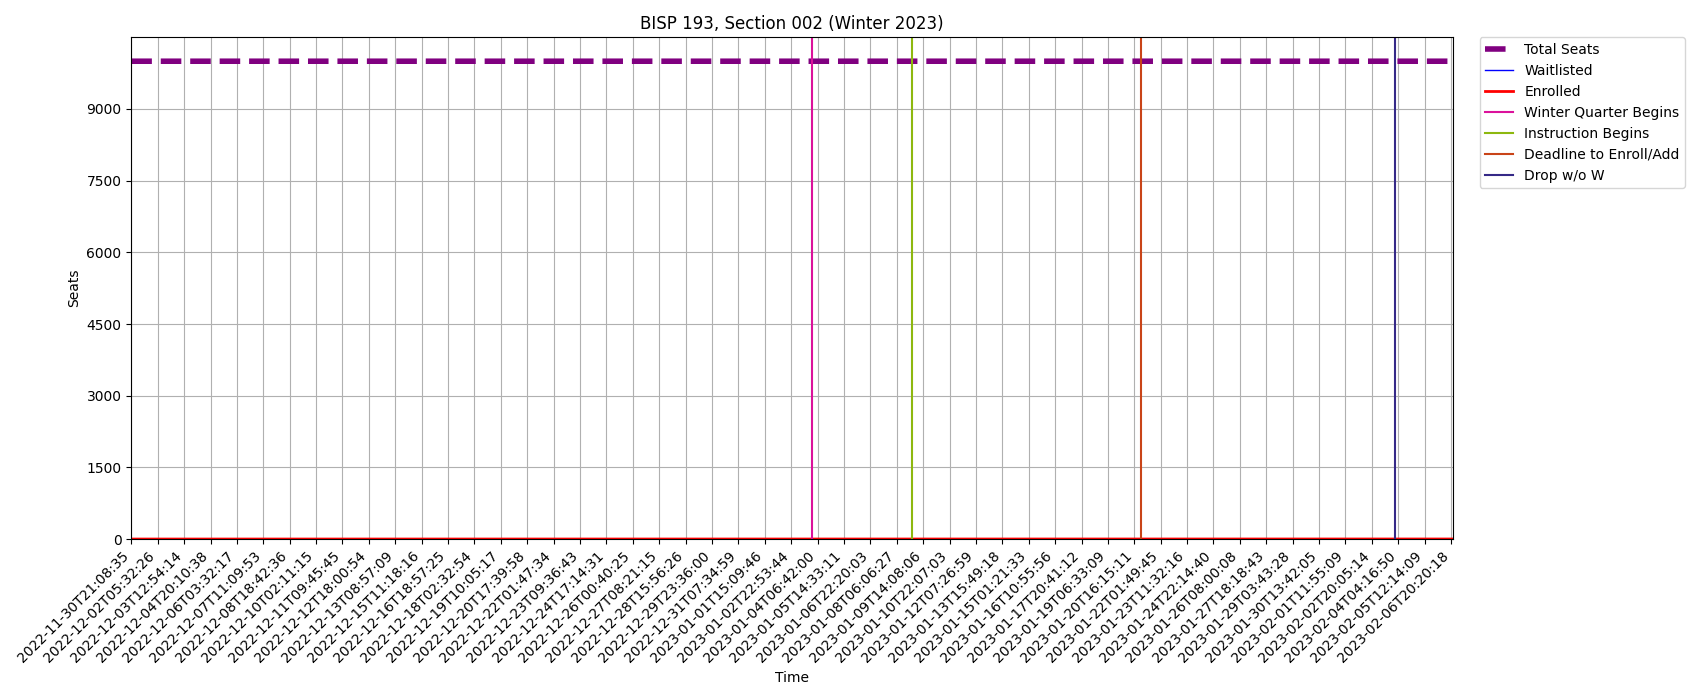 BISP 193, Section 002 (Winter 2023)
Total Seats
Waitlisted
Enrolled
Winter Quarter Begins
Instruction Begins
Deadline to Enroll/Add
Drop w/o W
Seats
9000
7500
6000
4500
3000
1500
0
2022-11-30T21:08:35
2022-12-02T05:32:26
2022-12-03T12:54:14
2022-12-04T20:10:38
2022-12-06T03:32:17
2022-12-07T11:09:53
2022-12-08T18:42:36
2022-12-10T02:11:15
2022-12-11T09:45:45
2022-12-12T18:00:54
2022-12-13T08:57:09
2022-12-15T11:18:16
2022-12-16T18:57:25
2022-12-18T02:32:54
2022-12-19T10:05:17
2022-12-20T17:39:58
2022-12-22T01:47:34
2022-12-23T09:36:43
2022-12-24T17:14:31
2022-12-26T00:40:25
2022-12-27T08:21:15
2022-12-28T15:56:26
2022-12-29T23:36:00
2022-12-31T07:34:59
2023-01-01T15:09:46
2023-01-02T22:53:44
2023-01-04T06:42:00
2023-01-05T14:33:11
2023-01-06T22:20:03
2023-01-08T06:06:27
2023-01-09T14:08:06
2023-01-10T22:07:03
2023-01-12T07:26:59
2023-01-13T15:49:18
2023-01-15T01:21:33
2023-01-16T10:55:56
2023-01-17T20:41:12
2023-01-19T06:33:09
2023-01-20T16:15:11
2023-01-22T01:49:45
2023-01-23T11:32:16
2023-01-24T22:14:40
2023-01-26T08:00:08
2023-01-27T18:18:43
2023-01-29T03:43:28
2023-01-30T13:42:05
2023-02-01T11:55:09
2023-02-02T20:05:14
2023-02-04T04:16:50
2023-02-05T12:14:09
2023-02-06T20:20:18
Time